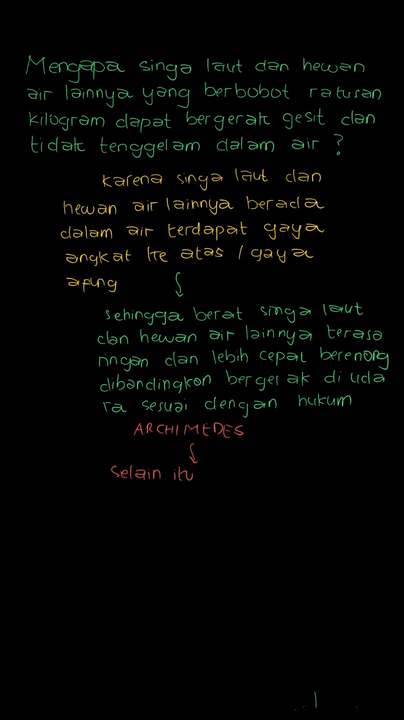 Mengapa singa laut dan hewan
air lainnya yang berbobot ratusan
kilogram dapat bergerak gesit dan
tidak tenggelam dalam air ?
karena singa laut dan
hewan air lainnya berada
dalam air terdapat gaya
angkat ke atas / gaya
apung
sehingga berat singa laut
dan hewan air lainnya terasa
ringan dan lebih cepat berenang
dibandingkan bergerak di uda
ra sesuai dengan hukum
ARCHIMEDES
selain itu